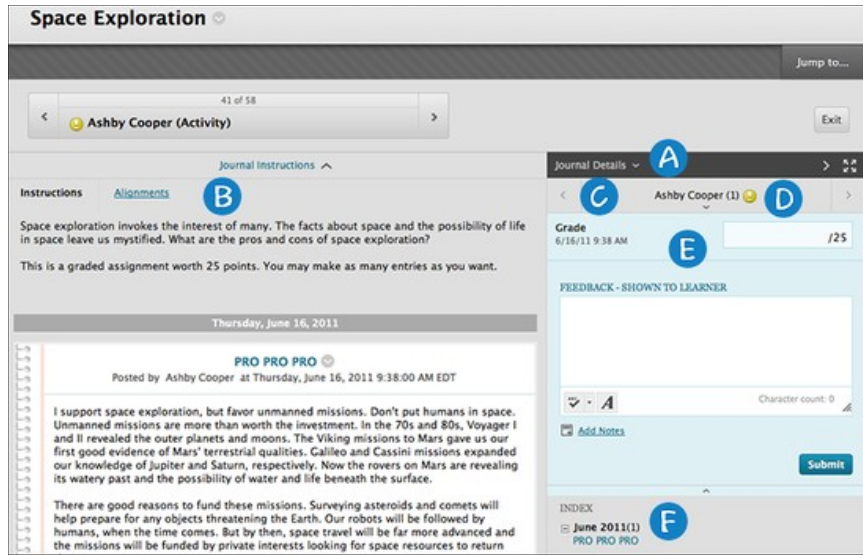 Space Exploration
Jump to...
41 of 58
Ashby Cooper (Activity)
Exit
Journal Instructions
Instructions Alignments B
Space exploration invokes the interest of many. The facts about space and the possibility of life
in space leave us mystified. What are the pros and cons of space exploration?
This is a graded assignment worth 25 points. You may make as many entries as you want.
Thursday, June 16, 2011
PRO PRO PRO
Posted by Ashby Cooper at Thursday, June 16, 2011 9:38:00 AM EDT
I support space exploration, but favor unmanned missions. Don't put humans in space.
Unmanned missions are more than worth the investment. In the 70s and 80s, Voyager I
and II revealed the outer planets and moons. The Viking missions to Mars gave us our
first good evidence of Mars' terrestrial qualities. Galileo and Cassini missions expanded
our knowledge of Jupiter and Saturn, respectively. Now the rovers on Mars are revealing
its watery past and the possibility of water and life beneath the surface.
There are good reasons to fund these missions. Surveying asteroids and comets will
help prepare for any objects threatening the Earth. Our robots will be followed by
humans, when the time comes. But by then, space travel will be far more advanced and
the missions will be funded by private interests looking for space resources to return
Journal Details A
C Ashby Cooper (1) D
Grade
6/16/11 9:38 AM
E
/25
FEEDBACK - SHOWN TO LEARNER
A
Character count: 0
Add Notes
Submit
INDEX
June 2011(1)
PRO PRO PRO
F